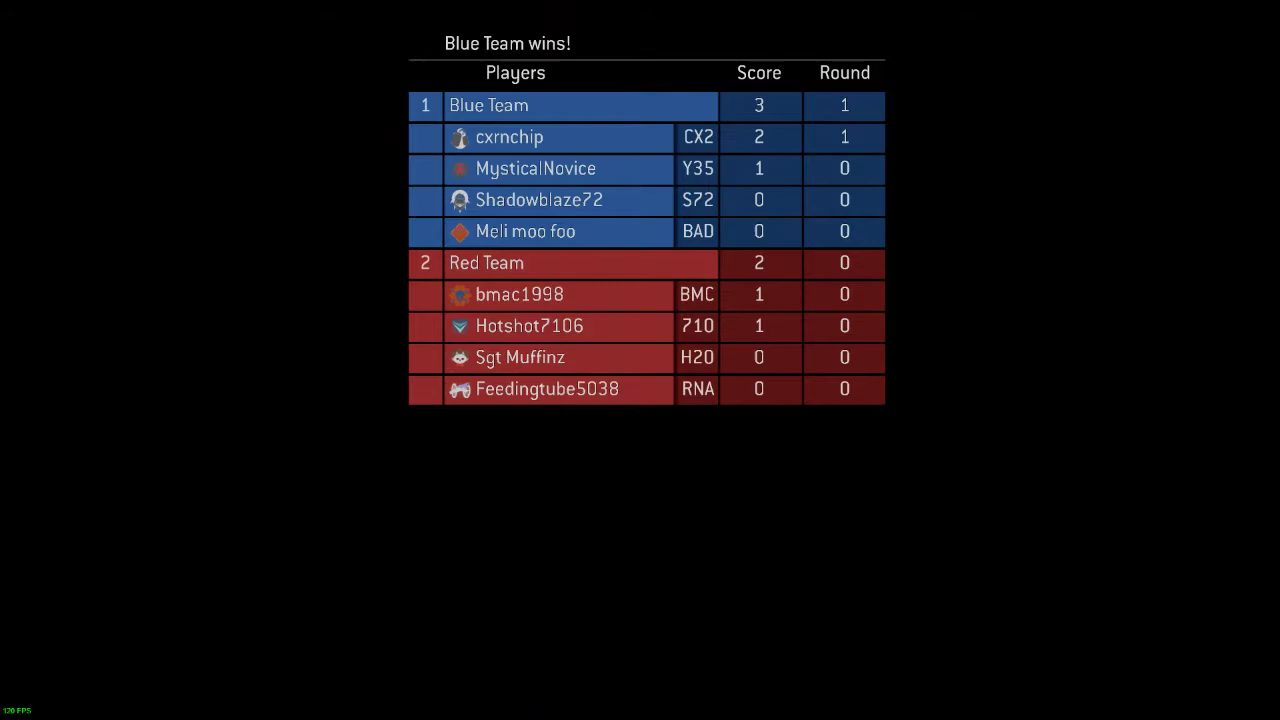 Blue Team wins!
Players Score Round
1 Blue Team 3 1
cxrnchip CX2 2 1
MysticalNovice Y35 1 0
Shadowblaze72 S72 0 0
Meli moo foo BAD 0 0
2 Red Team 2 0
bmac1998 BMC 1 0
Hotshot7106 710 1 0
Sgt Muffinz H20 0 0
Feedingtube5038 RNA 0 0
120 FPS